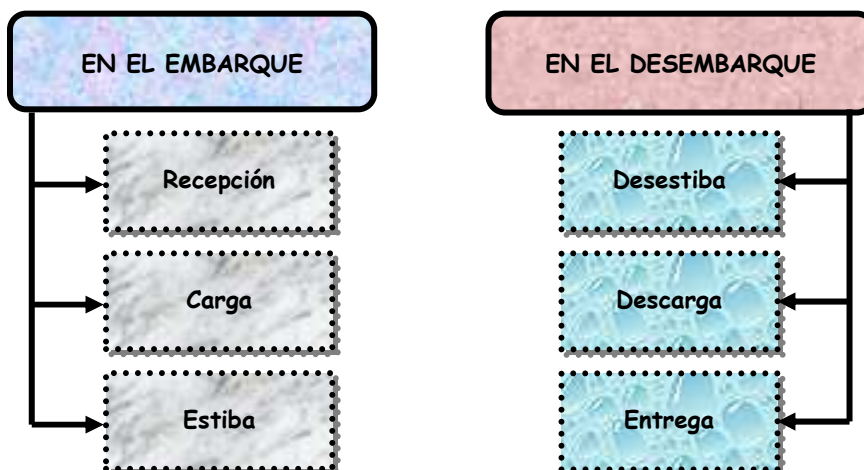 EN EL EMBARQUE
Recepción
Carga
Estiba
EN EL DESEMBARQUE
Desestiba
Descarga
Entrega